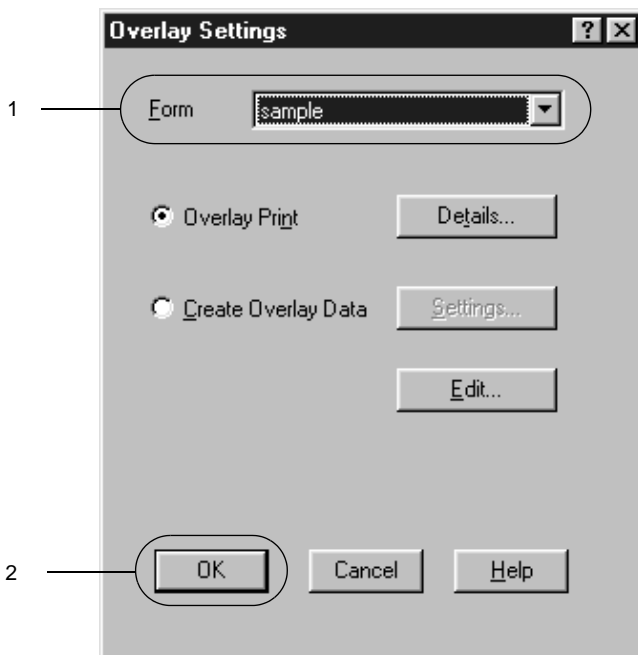 Overlay Settings
1
Form
sample
Overlay Print
Details...
Create Overlay Data
Settings...
Edit...
2
OK
Cancel
Help